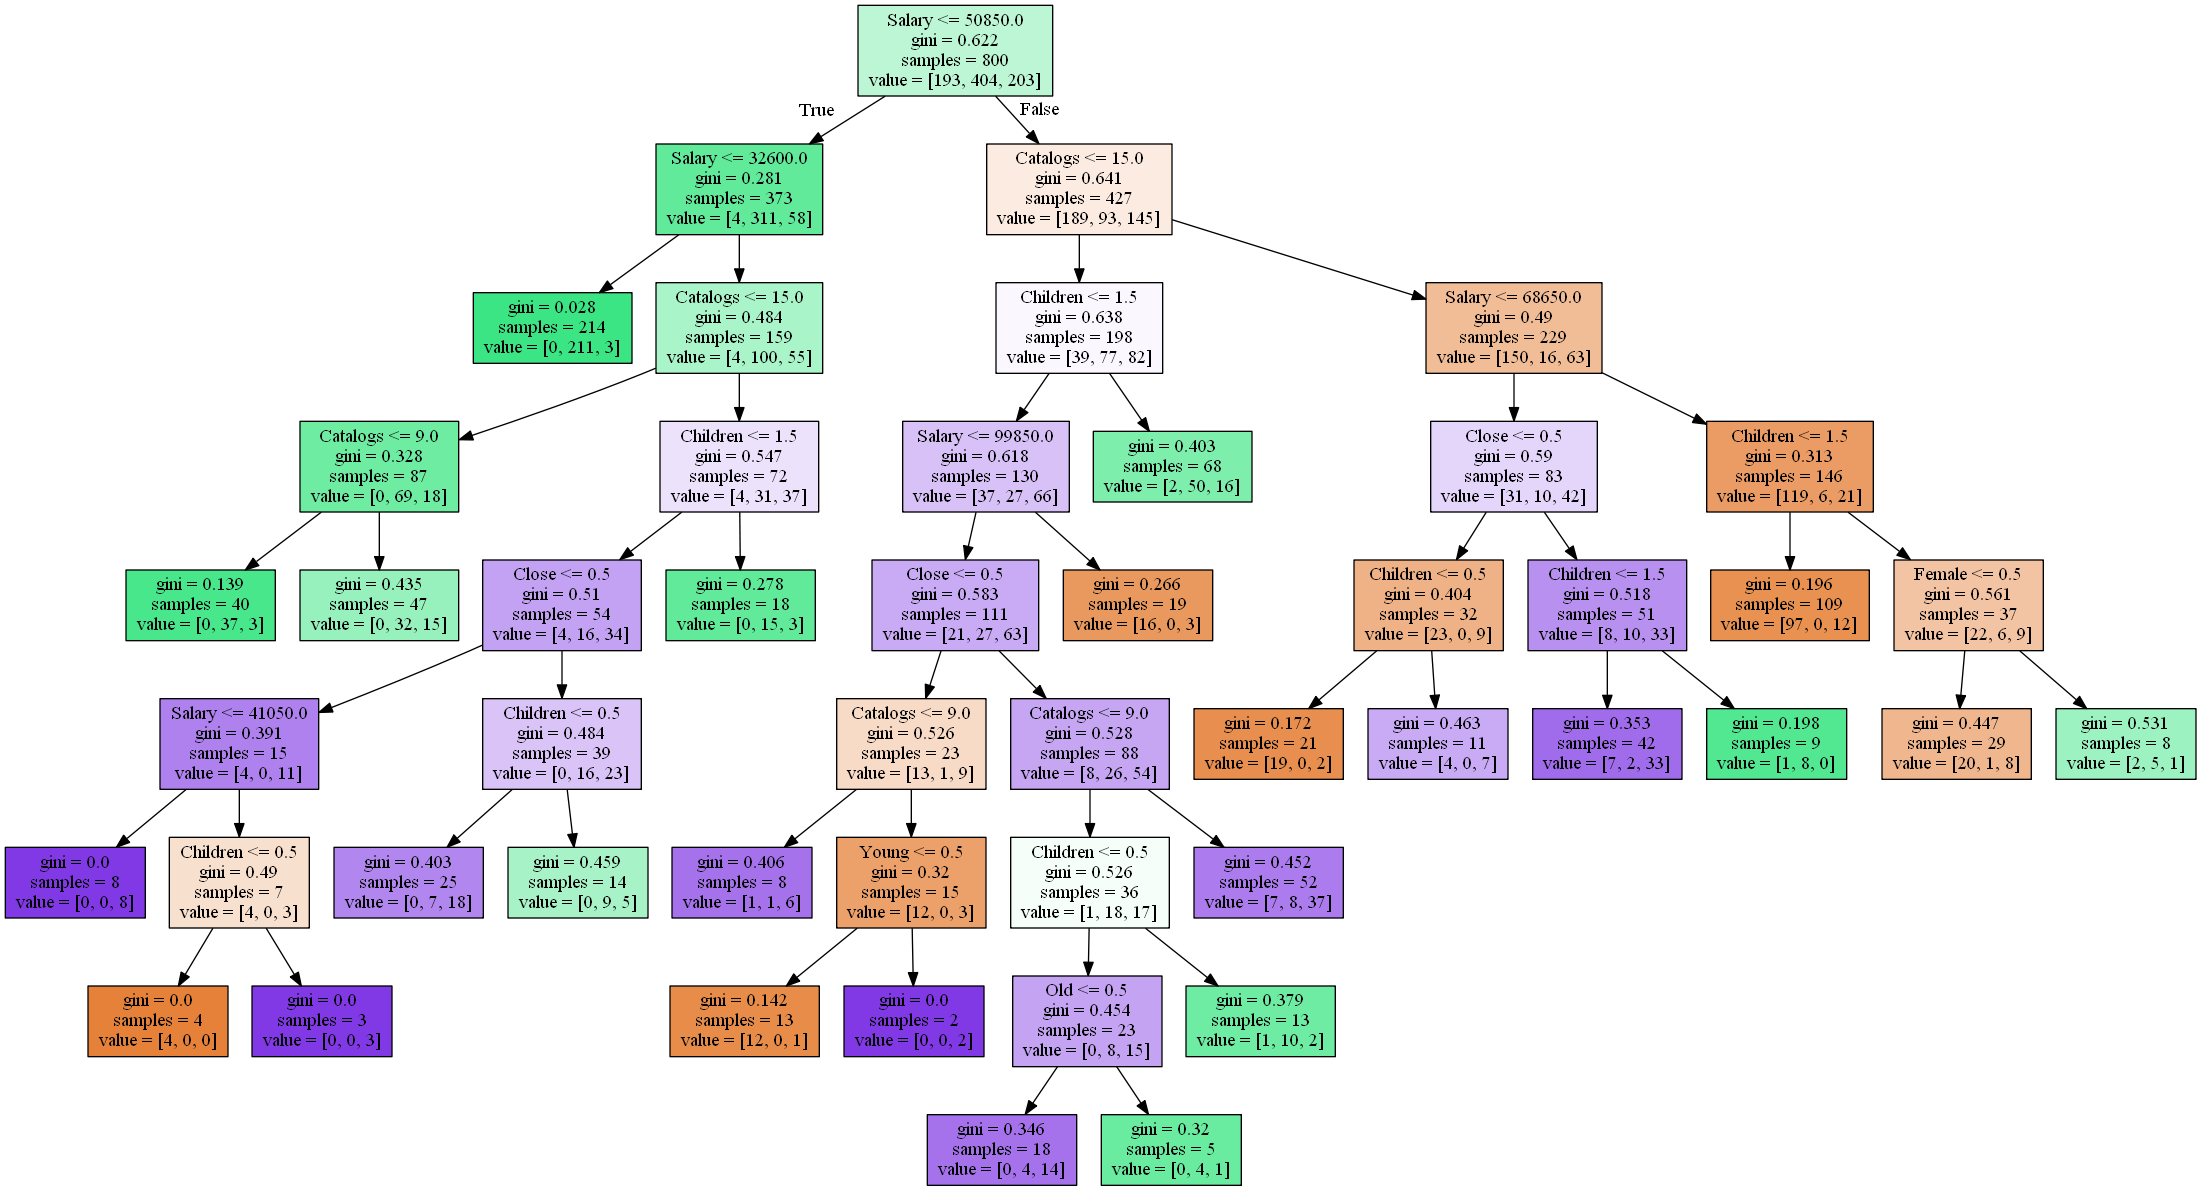 Salary <= 50850.0
gini = 0.622
samples = 800
value = [193, 404, 203]
True
False
Salary <= 32600.0
gini = 0.281
samples = 373
value = [4, 311, 58]
Catalogs <= 15.0
gini = 0.641
samples = 427
value = [189, 93, 145]
gini = 0.028
samples = 214
value = [0, 211, 3]
Catalogs <= 15.0
gini = 0.484
samples = 159
value = [4, 100, 55]
Children <= 1.5
gini = 0.638
samples = 198
value = [39, 77, 82]
Salary <= 68650.0
gini = 0.49
samples = 229
value = [150, 16, 63]
Catalogs <= 9.0
gini = 0.328
samples = 87
value = [0, 69, 18]
Children <= 1.5
gini = 0.547
samples = 72
value = [4, 31, 37]
Salary <= 99850.0
gini = 0.618
samples = 130
value = [37, 27, 66]
gini = 0.403
samples = 68
value = [2, 50, 16]
Close <= 0.5
gini = 0.59
samples = 83
value = [31, 10, 42]
Children <= 1.5
gini = 0.313
samples = 146
value = [119, 6, 21]
gini = 0.139
samples = 40
value = [0, 37, 3]
gini = 0.435
samples = 47
value = [0, 32, 15]
Close <= 0.5
gini = 0.51
samples = 54
value = [4, 16, 34]
gini = 0.278
samples = 18
value = [0, 15, 3]
Close <= 0.5
gini = 0.583
samples = 111
value = [21, 27, 63]
gini = 0.266
samples = 19
value = [16, 0, 3]
Children <= 0.5
gini = 0.404
samples = 32
value = [23, 0, 9]
Children <= 1.5
gini = 0.518
samples = 51
value = [8, 10, 33]
gini = 0.196
samples = 109
value = [97, 0, 12]
Female <= 0.5
gini = 0.561
samples = 37
value = [22, 6, 9]
Salary <= 41050.0
gini = 0.391
samples = 15
value = [4, 0, 11]
Children <= 0.5
gini = 0.484
samples = 39
value = [0, 16, 23]
Catalogs <= 9.0
gini = 0.526
samples = 23
value = [13, 1, 9]
Catalogs <= 9.0
gini = 0.528
samples = 88
value = [8, 26, 54]
gini = 0.172
samples = 21
value = [19, 0, 2]
gini = 0.463
samples = 11
value = [4, 0, 7]
gini = 0.353
samples = 42
value = [7, 2, 33]
gini = 0.198
samples = 9
value = [1, 8, 0]
gini = 0.447
samples = 29
value = [20, 1, 8]
gini = 0.531
samples = 8
value = [2, 5, 1]
gini = 0.0
samples = 8
value = [0, 0, 8]
Children <= 0.5
gini = 0.49
samples = 7
value = [4, 0, 3]
gini = 0.403
samples = 25
value = [0, 7, 18]
gini = 0.459
samples = 14
value = [0, 9, 5]
gini = 0.406
samples = 8
value = [1, 1, 6]
Young <= 0.5
gini = 0.32
samples = 15
value = [12, 0, 3]
Children <= 0.5
gini = 0.526
samples = 36
value = [1, 18, 17]
gini = 0.452
samples = 52
value = [7, 8, 37]
gini = 0.0
samples = 4
value = [4, 0, 0]
gini = 0.0
samples = 3
value = [0, 0, 3]
gini = 0.142
samples = 13
value = [12, 0, 1]
gini = 0.0
samples = 2
value = [0, 0, 2]
Old <= 0.5
gini = 0.454
samples = 23
value = [0, 8, 15]
gini = 0.379
samples = 13
value = [1, 10, 2]
gini = 0.346
samples = 18
value = [0, 4, 14]
gini = 0.32
samples = 5
value = [0, 4, 1]